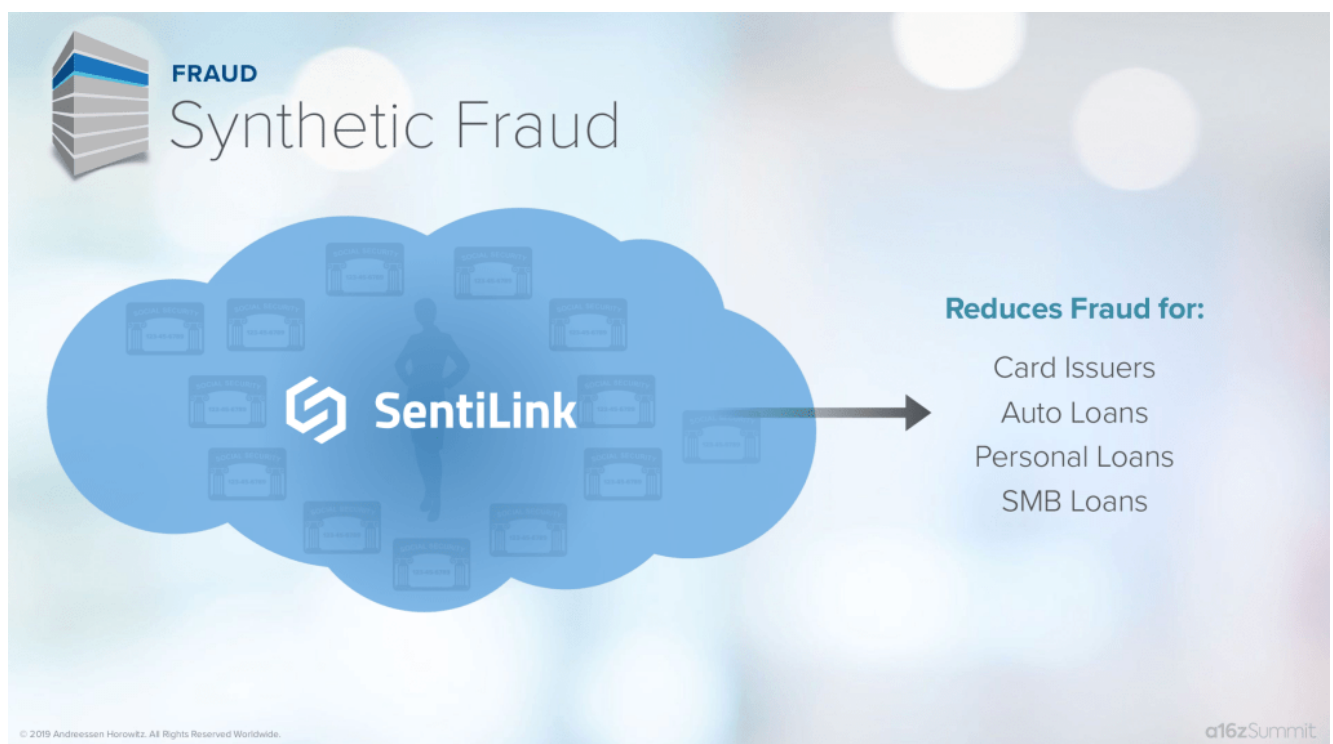 FRAUD
Synthetic Fraud
SentiLink
Reduces Fraud for:
Card Issuers
Auto Loans
Personal Loans
SMB Loans
© 2019 Andreessen Horowitz. All Rights Reserved Worldwide.
a16zSummit